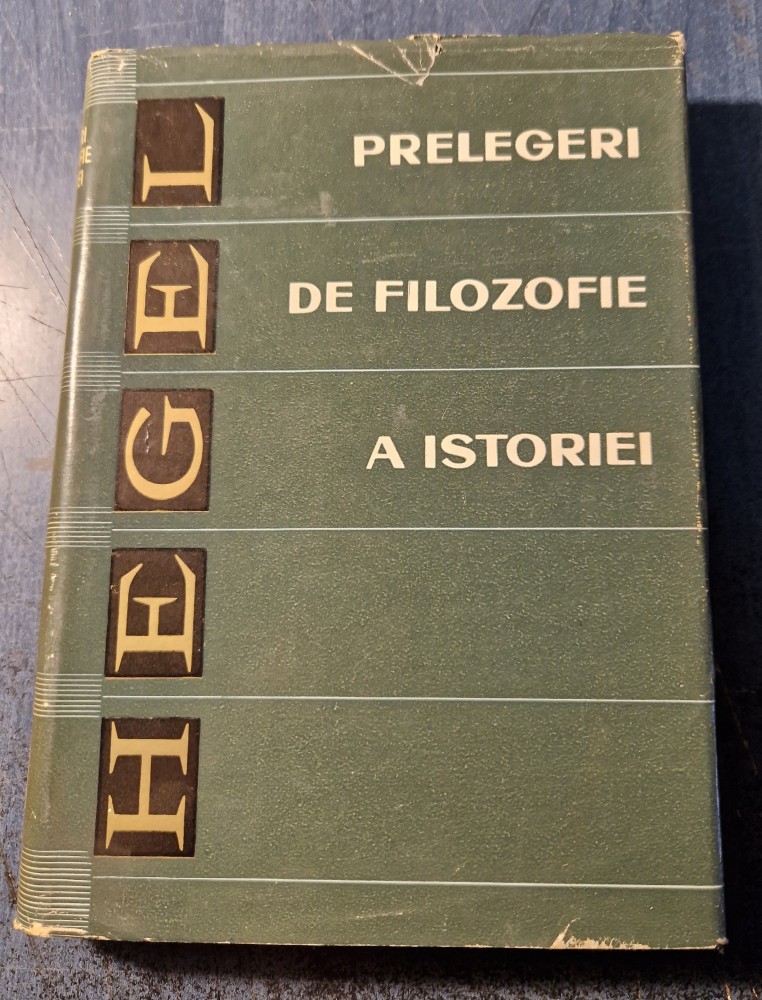 HEGEL
PRELEGERI
DE FILOZOFIE
A ISTORIEI